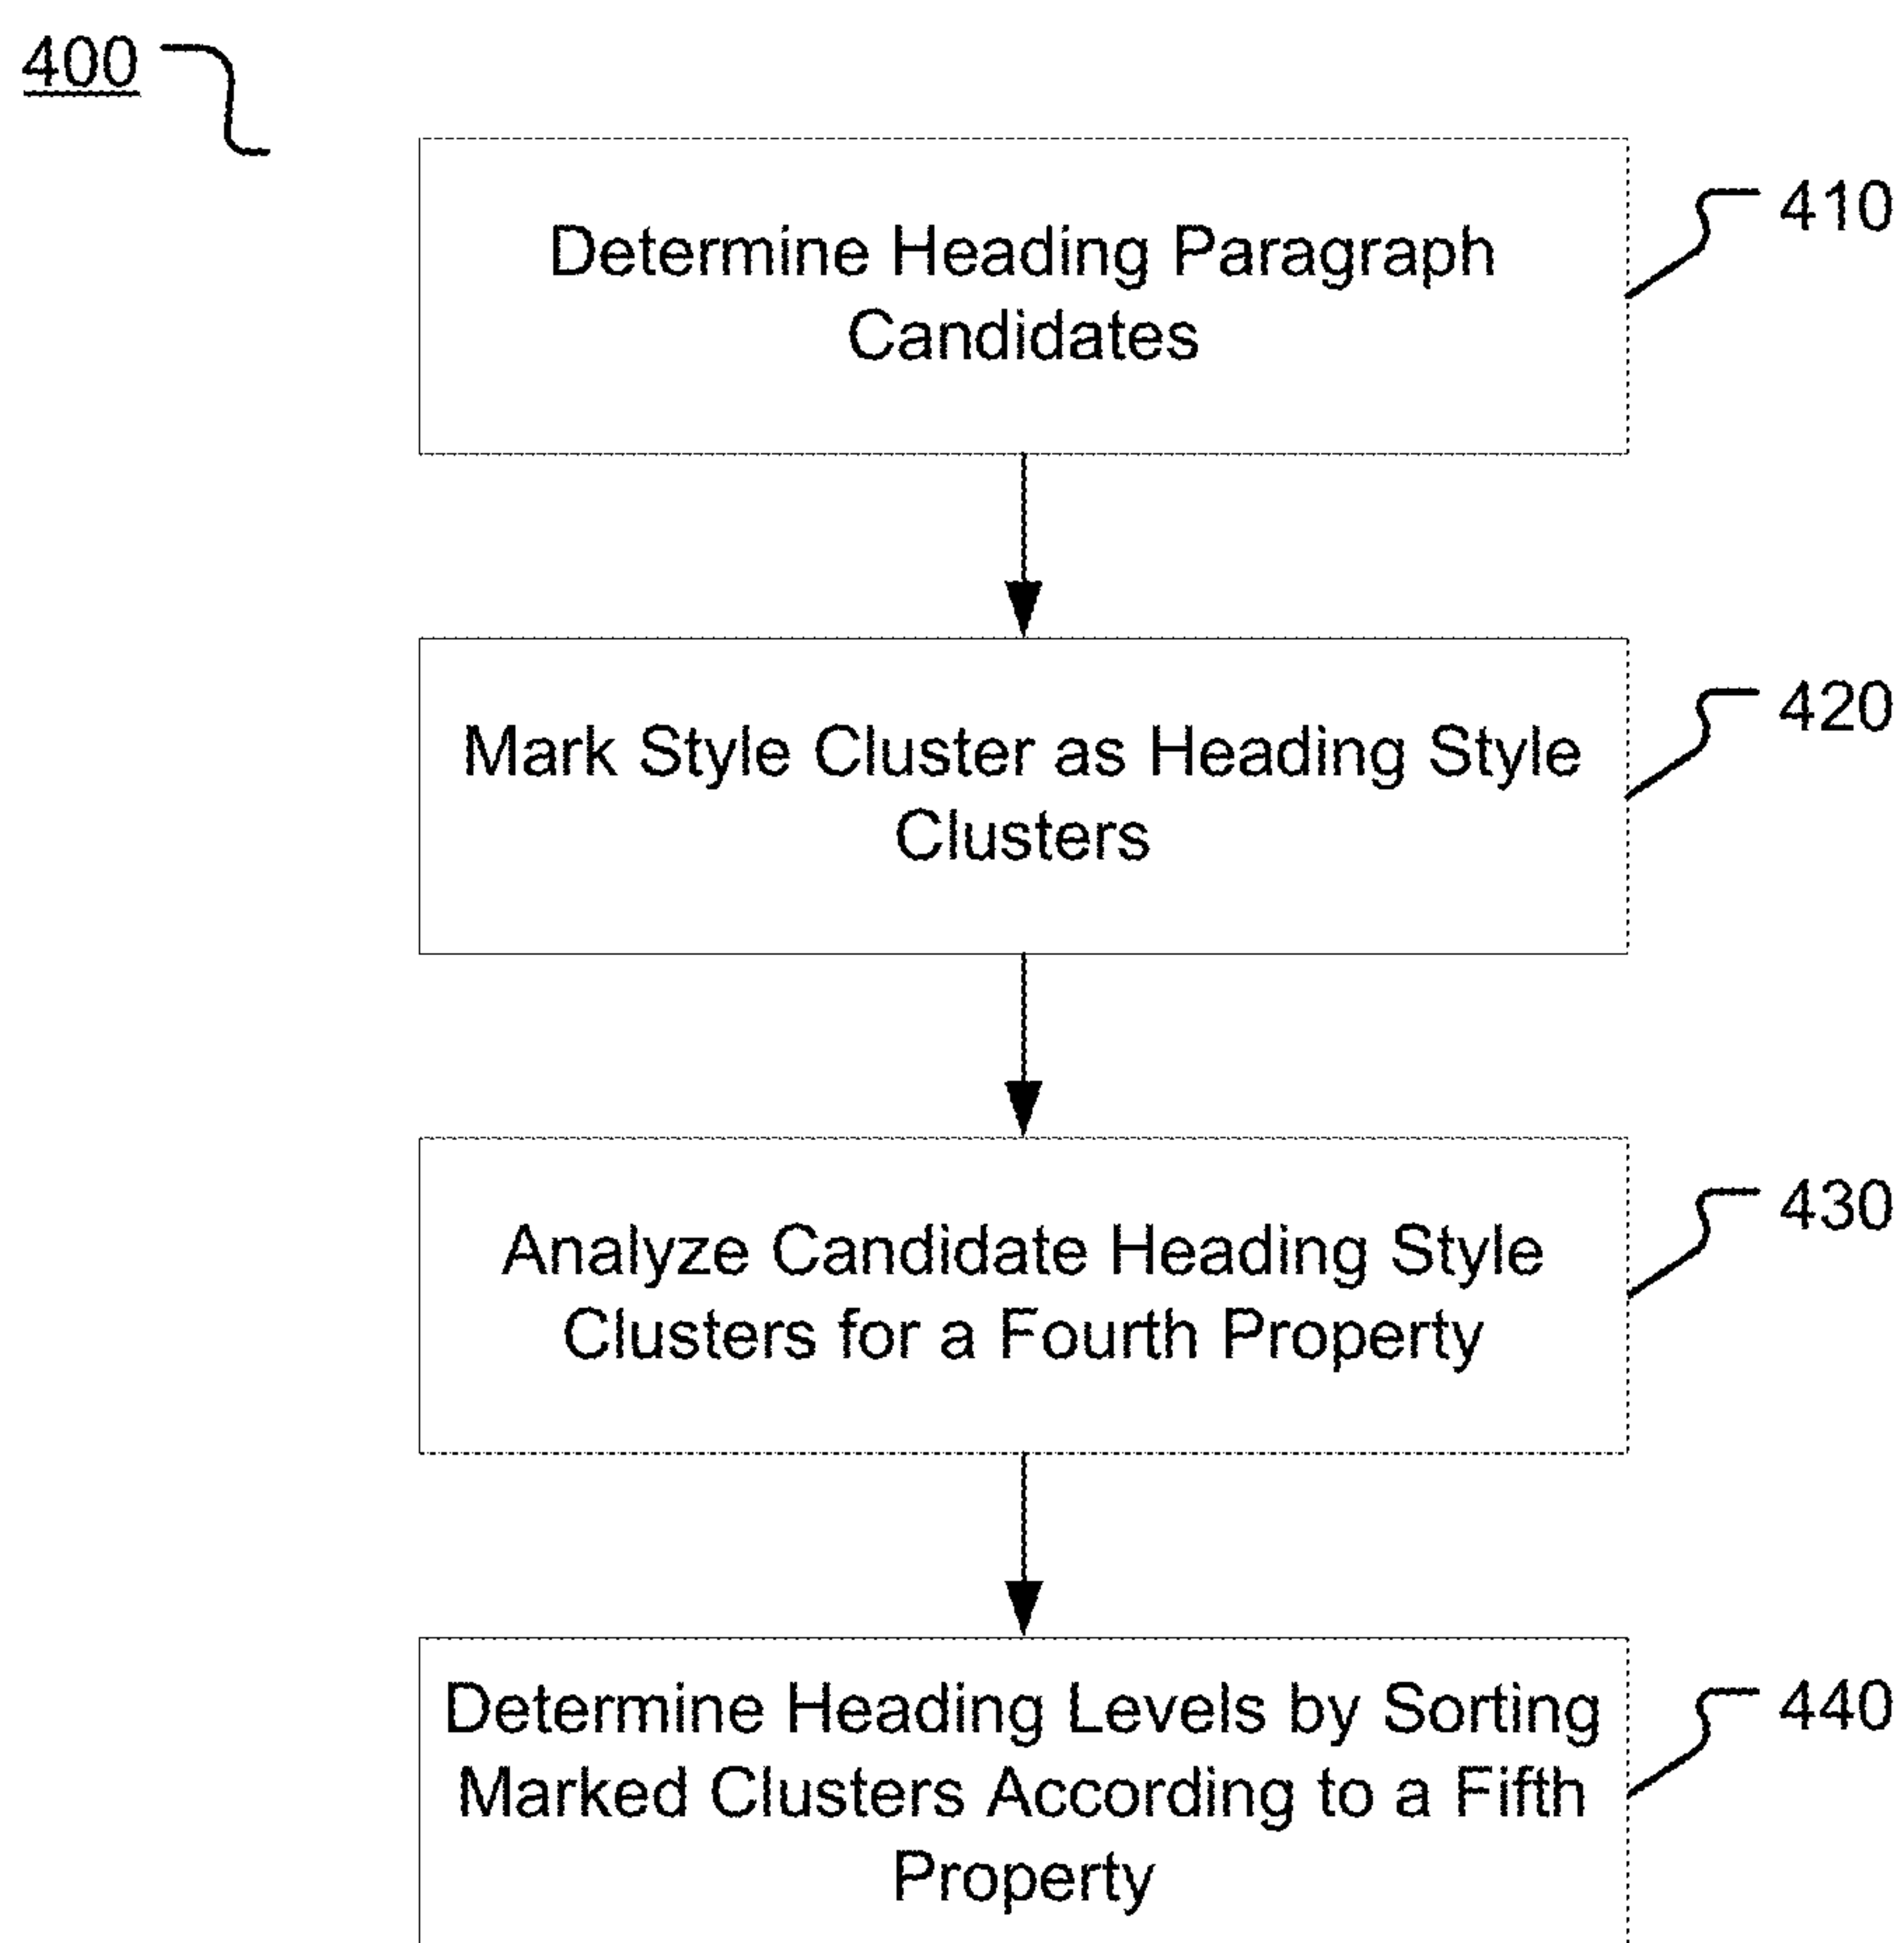 400
Determine Heading Paragraph
Candidates
410
Mark Style Cluster as Heading Style
Clusters
420
Analyze Candidate Heading Style
Clusters for a Fourth Property
430
Determine Heading Levels by Sorting
Marked Clusters According to a Fifth
Property
440